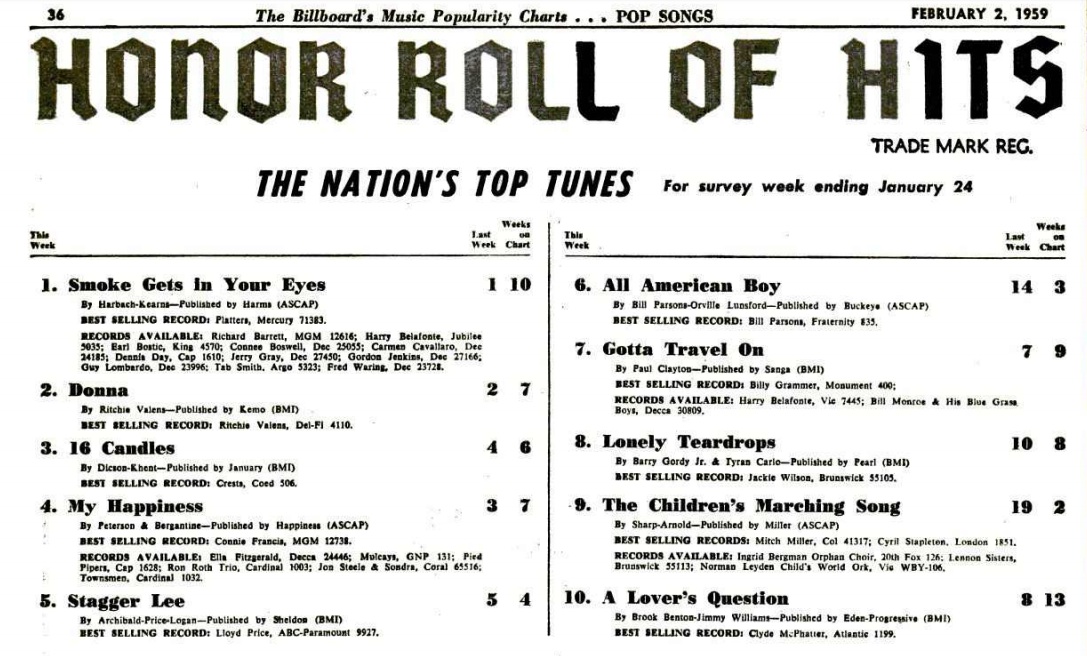 36
The Billboard's Music Popularity Charts . . . POP SONGS
FEBRUARY 2, 1959
HONOR ROLL OF HITS
TRADE MARK REG.
THE NATION'S TOP TUNES
For survey week ending January 24
This Week
Last Week
Weeks on Chart
1. Smoke Gets in Your Eyes 1 10
By Harbach-Kearns—Published by Harms (ASCAP)
BEST SELLING RECORD: Platters, Mercury 71383.
RECORDS AVAILABLE: Richard Barrett, MGM 12616; Harry Belafonte, Jubilee
5035; Earl Bostic, King 4570; Connee Boswell, Dec 25055; Carmen Cavallaro, Dec
24185; Dennis Day, Cap 1610; Jerry Gray, Dec 27450; Gordon Jenkins, Dec 27166;
Guy Lombardo, Dec 23996; Tab Smith, Argo 5323; Fred Waring, Dec 23728.
2. Donna 2 7
By Ritchie Valens—Published by Kemo (BMI)
BEST SELLING RECORD: Ritchie Valens, Del-Fi 4110.
3. 16 Candles 4 6
By Dicson-Khent—Published by January (BMI)
BEST SELLING RECORD: Crests, Coed 506.
4. My Happiness 3 7
By Peterson & Bergantine—Published by Happiness (ASCAP)
BEST SELLING RECORD: Connie Francis, MGM 12738.
RECORDS AVAILABLE: Ella Fitzgerald, Decca 24446; Mulcays, GNP 131; Pied
Pipers, Cap 1628; Ron Roth Trio, Cardinal 1003; Jon Steele & Sondra, Coral 65516;
Townsmen, Cardinal 1032.
5. Stagger Lee 5 4
By Archibald-Price-Logan—Published by Sheldon (BMI)
BEST SELLING RECORD: Lloyd Price, ABC-Paramount 9927.
This Week
Last Week
Weeks on Chart
6. All American Boy 14 3
By Bill Parsons-Orville Lunsford—Published by Buckeye (ASCAP)
BEST SELLING RECORD: Bill Parsons, Fraternity 835.
7. Gotta Travel On 7 9
By Paul Clayton—Published by Sanga (BMI)
BEST SELLING RECORD: Billy Grammer, Monument 400;
RECORDS AVAILABLE: Harry Belafonte, Vic 7445; Bill Monroe & His Blue Grass
Boys, Decca 30809.
8. Lonely Teardrops 10 8
By Barry Gordy Jr. & Tyran Carlo—Published by Pearl (BMI)
BEST SELLING RECORD: Jackie Wilson, Brunswick 55105.
9. The Children's Marching Song 19 2
By Sharp-Arnold—Published by Miller (ASCAP)
BEST SELLING RECORDS: Mitch Miller, Col 41317; Cyril Stapleton, London 1851.
RECORDS AVAILABLE: Ingrid Bergman Orphan Choir, 20th Fox 126; Lennon Sisters,
Brunswick 55113; Norman Leyden Child's World Ork, Vic WBY-106.
10. A Lover's Question 8 13
By Brook Benton-Jimmy Williams—Published by Eden-Progressive (BMI)
BEST SELLING RECORD: Clyde McPhatter, Atlantic 1199.